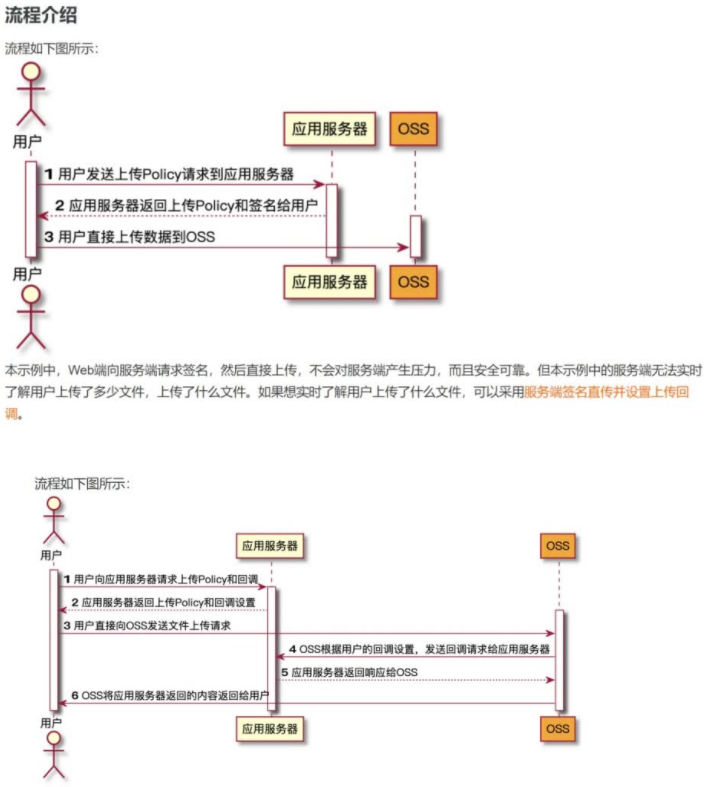 流程介绍
流程如下图所示：
用户
应用服务器
OSS
1 用户发送上传Policy请求到应用服务器
2 应用服务器返回上传Policy和签名给用户
3 用户直接上传数据到OSS
用户
应用服务器
OSS
本示例中，Web端向服务端请求签名，然后直接上传，不会对服务端产生压力，而且安全可靠。但本示例中的服务端无法实时
了解用户上传了多少文件，上传了什么文件。如果想实时了解用户上传了什么文件，可以采用服务端签名直传并设置上传回
调。
流程如下图所示：
用户
应用服务器
OSS
1 用户向应用服务器请求上传Policy和回调
2 应用服务器返回上传Policy和回调设置
3 用户直接向OSS发送文件上传请求
4 OSS根据用户的回调设置，发送回调请求给应用服务器
5 应用服务器返回响应给OSS
6 OSS将应用服务器返回的内容返回给用户
用户
应用服务器
OSS